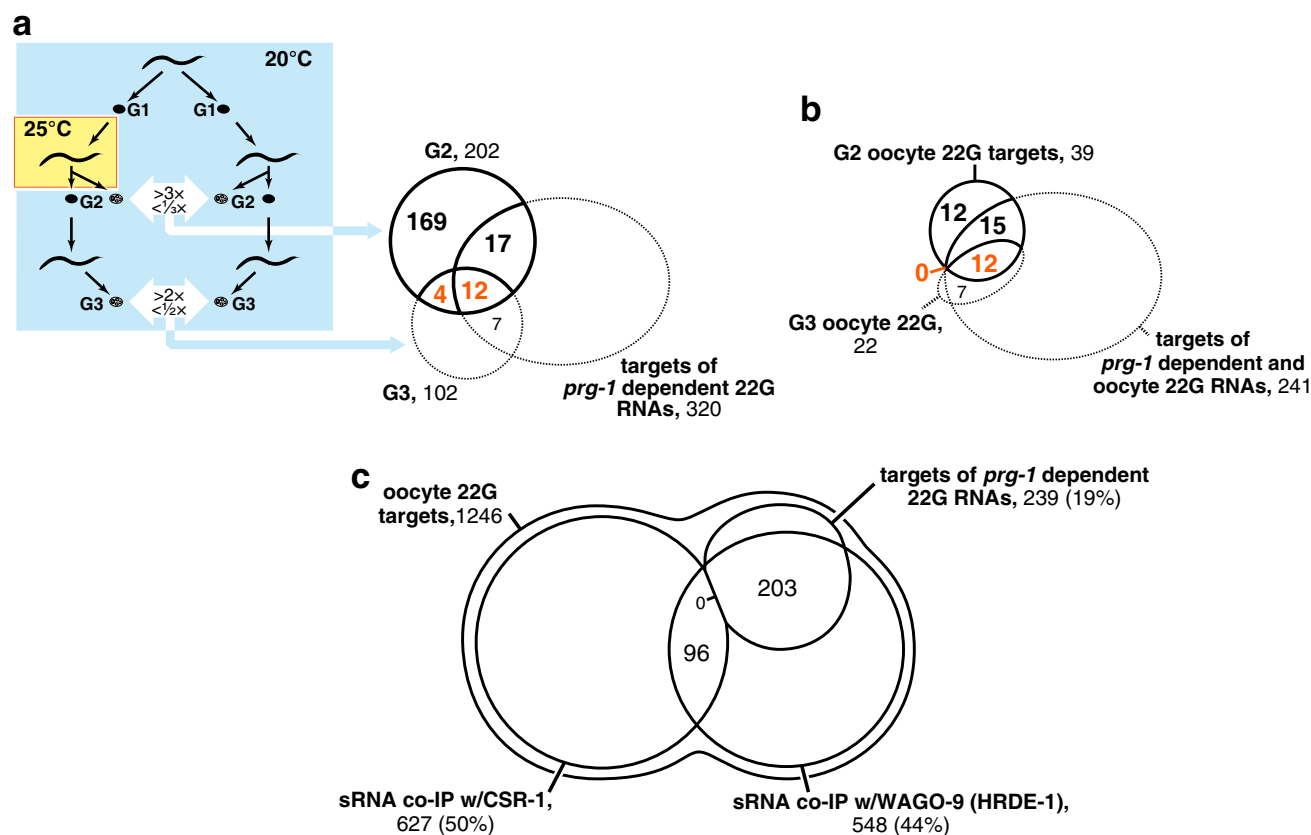 a
20°C
G1
G1
25°C
G2
>3×
<⅓×
G2
G3
>2×
<½×
G3
G2, 202
169
17
4
12
7
G3, 102
targets of
prg-1 dependent 22G
RNAs, 320
b
G2 oocyte 22G targets, 39
12
15
0
12
7
G3 oocyte 22G,
22
targets of
prg-1 dependent and
oocyte 22G RNAs, 241
c
oocyte 22G
targets,1246
targets of prg-1 dependent
22G RNAs, 239 (19%)
203
0
96
sRNA co-IP w/CSR-1,
627 (50%)
sRNA co-IP w/WAGO-9 (HRDE-1),
548 (44%)